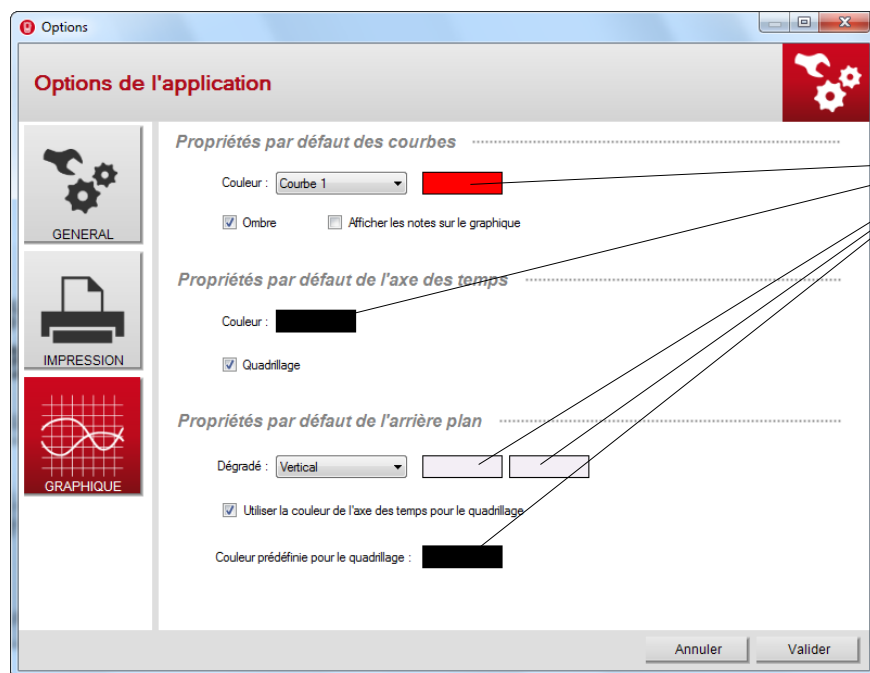 Options
Options de l'application
GENERAL
IMPRESSION
GRAPHIQUE
Propriétés par défaut des courbes
Couleur : Courbe 1
Ombre Afficher les notes sur le graphique
Propriétés par défaut de l'axe des temps
Couleur :
Quadrillage
Propriétés par défaut de l'arrière plan
Dégradé : Vertical
Utiliser la couleur de l'axe des temps pour le quadrillage
Couleur prédéfinie pour le quadrillage :
Annuler Valider